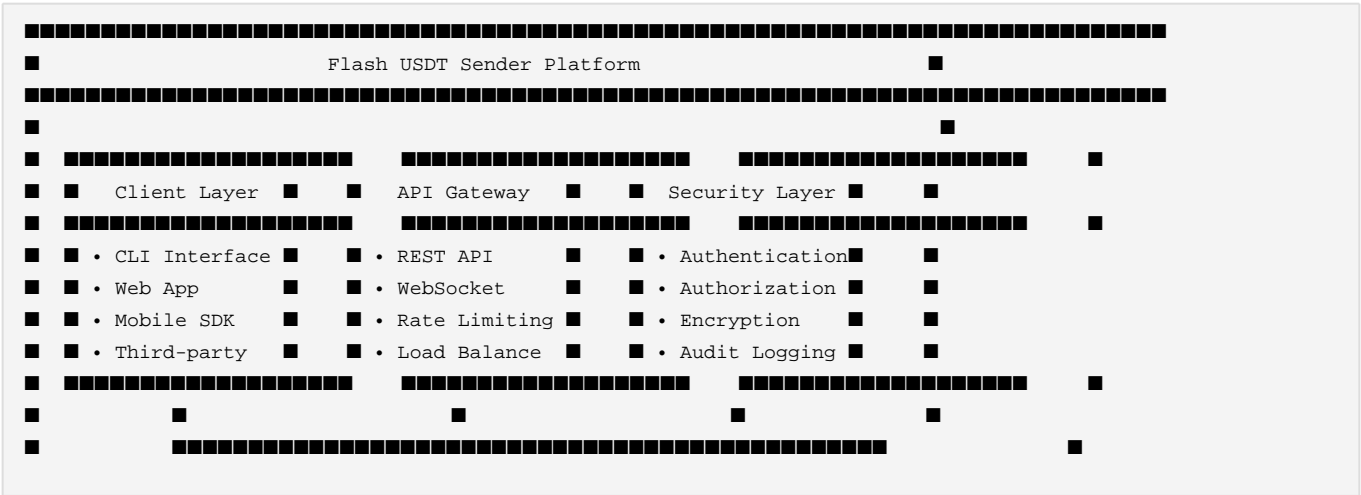 Flash USDT Sender Platform
Client Layer API Gateway Security Layer
• CLI Interface • REST API • Authentication
• Web App • WebSocket • Authorization
• Mobile SDK • Rate Limiting • Encryption
• Third-party • Load Balance • Audit Logging